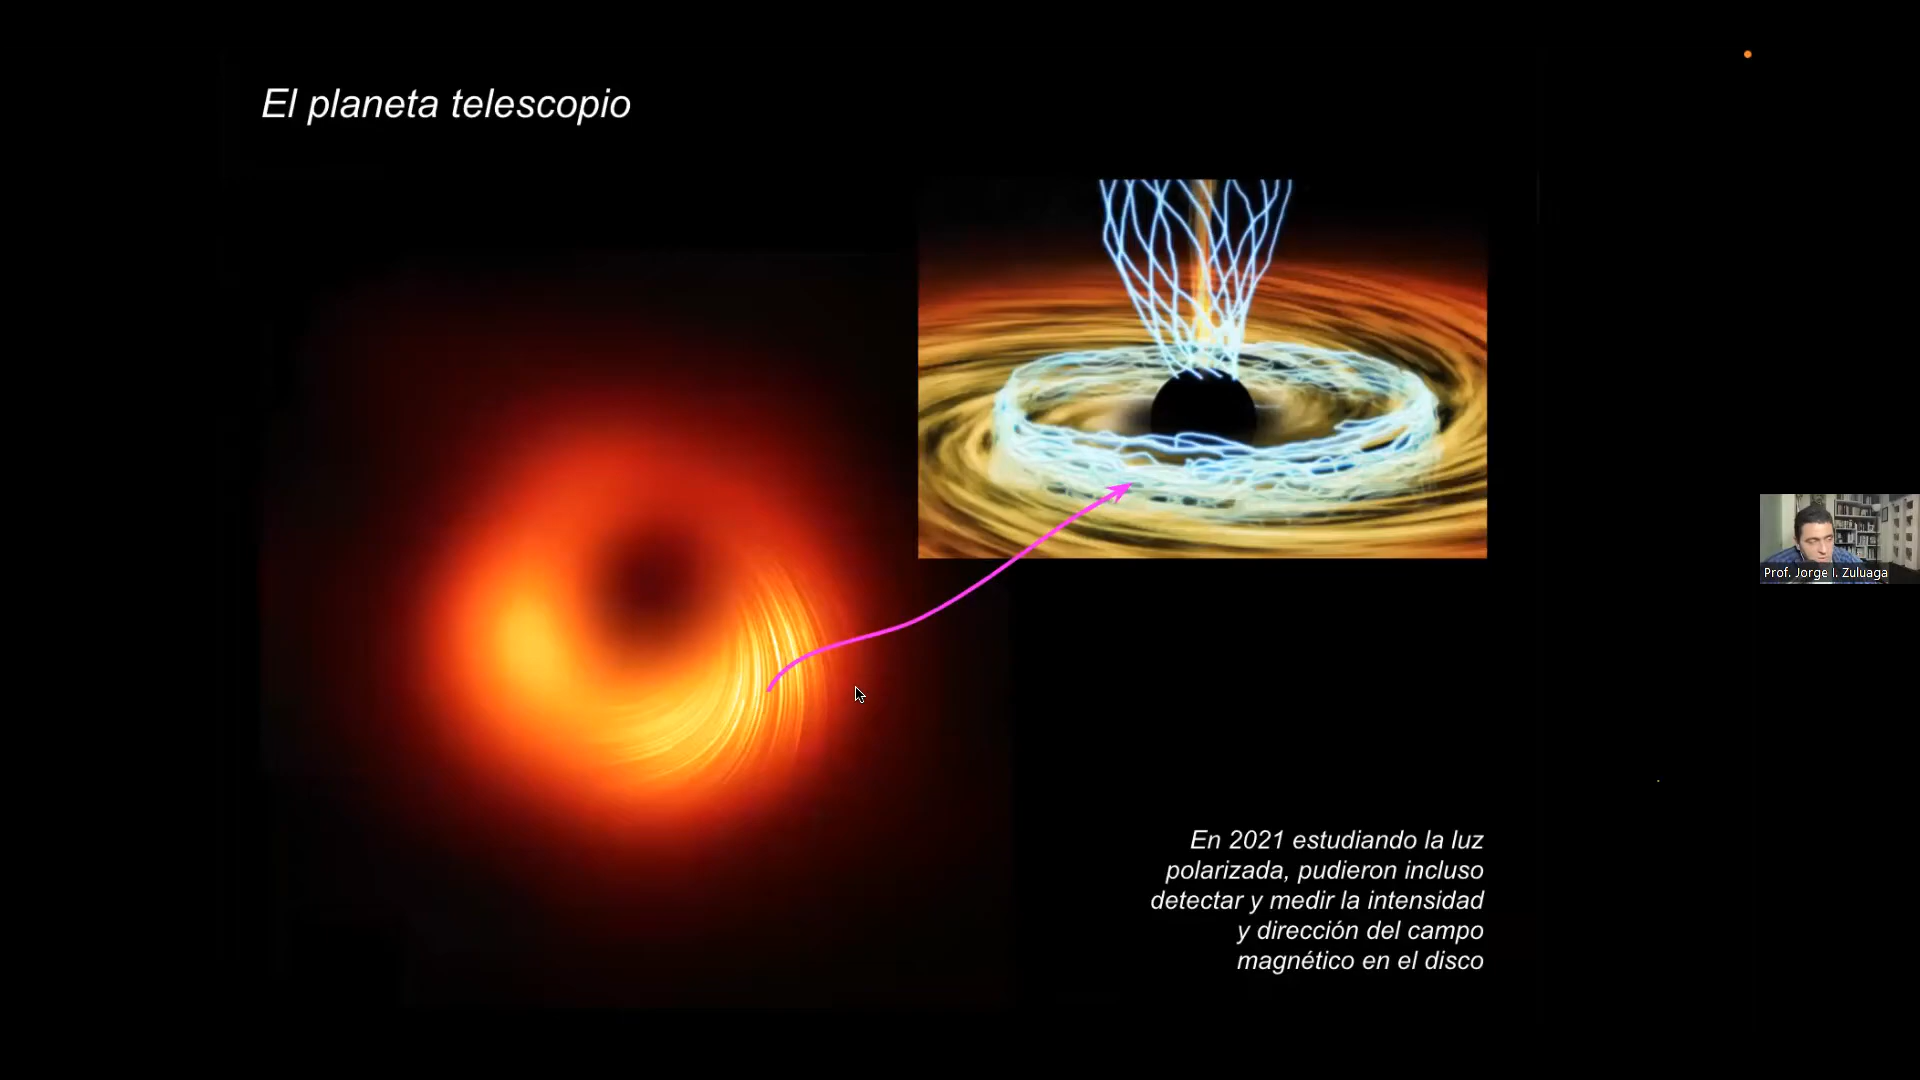 El planeta telescopio
Prof. Jorge I. Zuluaga
En 2021 estudiando la luz
polarizada, pudieron incluso
detectar y medir la intensidad
y dirección del campo
magnético en el disco